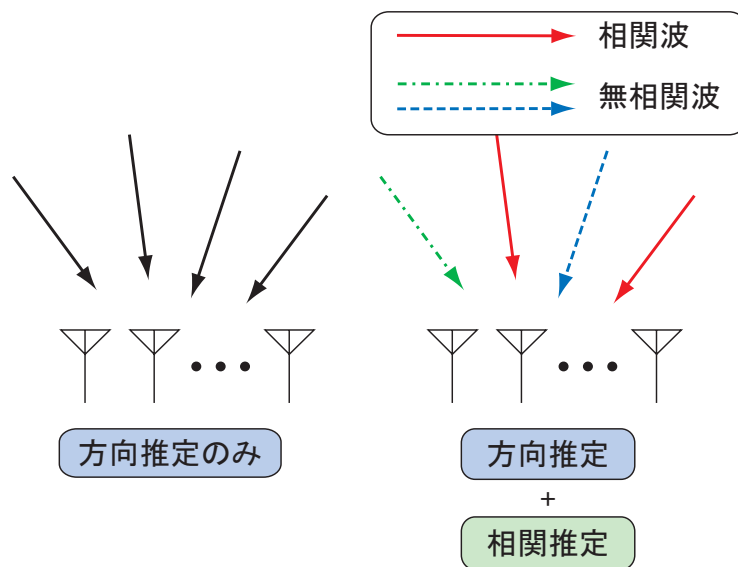 相関波
無相関波
方向推定のみ
方向推定
+
相関推定